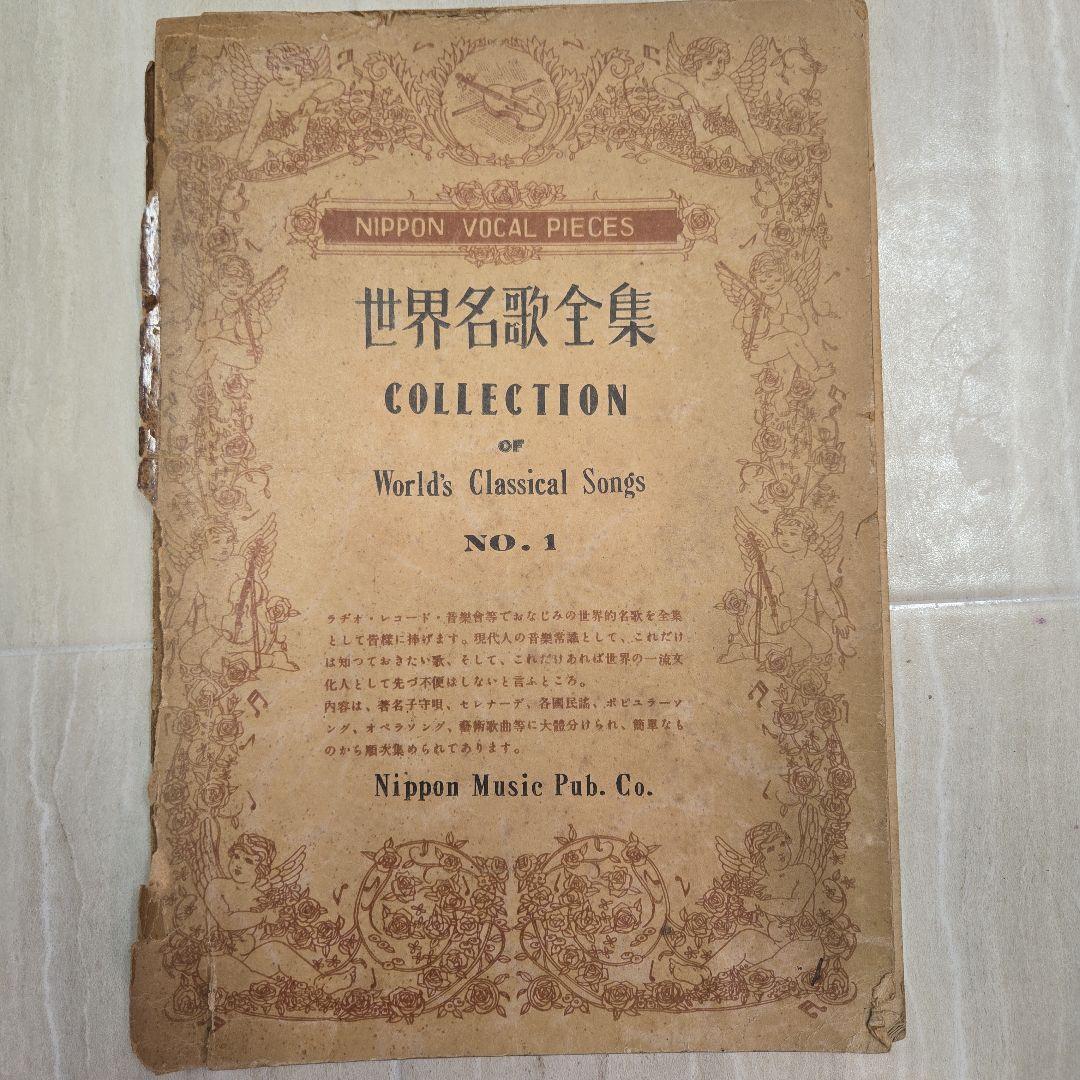 NIPPON VOCAL PIECES
世界名歌全集
COLLECTION
OF
World's Classical Songs
NO. 1
ラヂオ・レコード・音樂會等でおなじみの世界的名歌を全集
として皆樣に捧げます。現代人の音樂常識として、これだけ
は知つておきたい歌、そして、これだけあれば世界の一流文
化人として先づ不便はしないと言ふところ。
内容は、著名子守唄、セレナーデ、各國民謠、ポピユラーソ
ング、オペラソング、藝術歌曲等に大體分けられ、簡單なも
のから順次集められてあります。
Nippon Music Pub. Co.